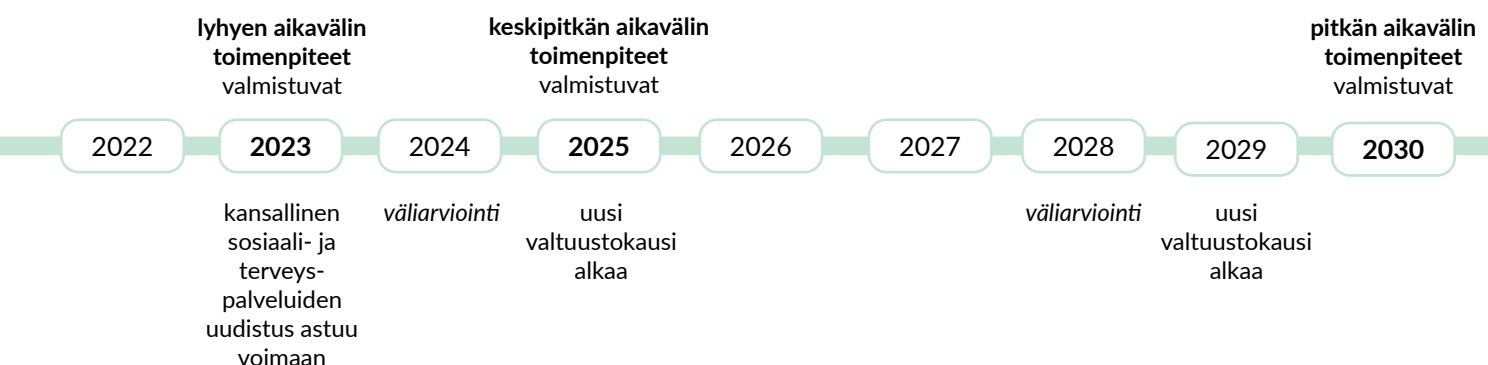 lyhyen aikavälin
toimenpiteet
valmistuvat
keskipitkän aikavälin
toimenpiteet
valmistuvat
pitkän aikavälin
toimenpiteet
valmistuvat
2022
2023
2024
2025
2026
2027
2028
2029
2030
kansallinen
sosiaali- ja
terveys-
palveluiden
uudistus astuu
voimaan
väliarviointi
uusi
valtuustokausi
alkaa
väliarviointi
uusi
valtuustokausi
alkaa